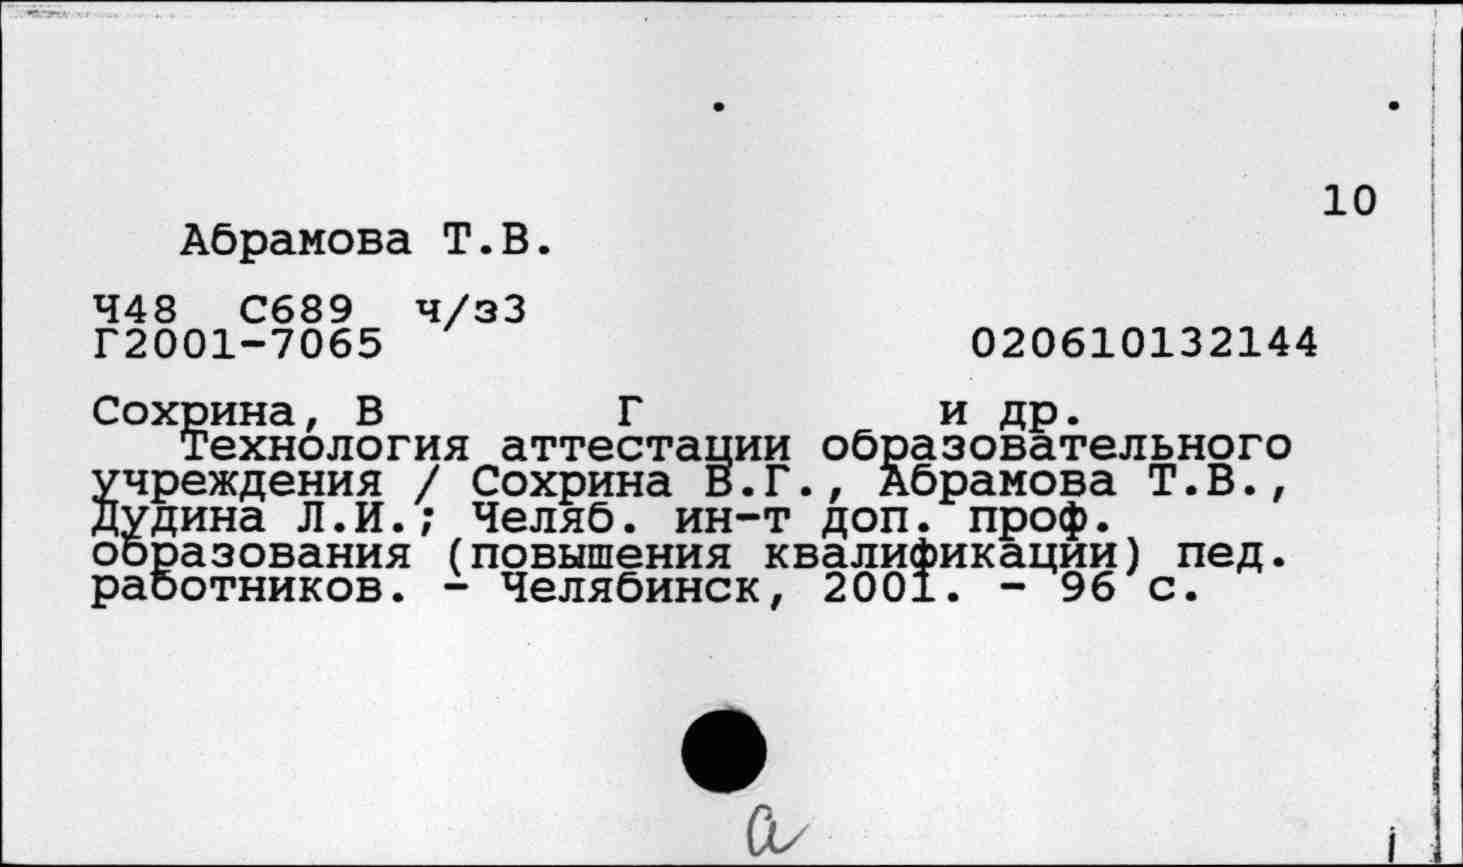 10
Абрамова Т.В.
Ч48 С689 ч/з3
Г2001-7065 020610132144
Сохрина, В Г и др.
Технология аттестации образовательного
учреждения / Сохрина В.Г., Абрамова Т.В.,
Дудина Л.И.; Челяб. ин-т доп. проф.
образования (повышения квалификации) пед.
работников. - Челябинск, 2001. - 96 с.
а